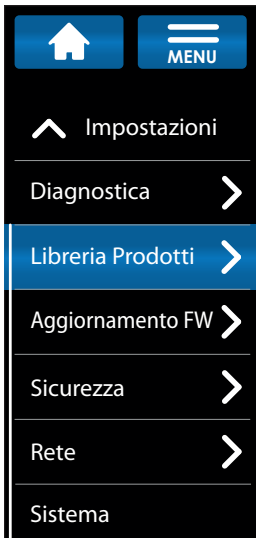 MENU
Impostazioni
Diagnostica
Libreria Prodotti
Aggiornamento FW
Sicurezza
Rete
Sistema